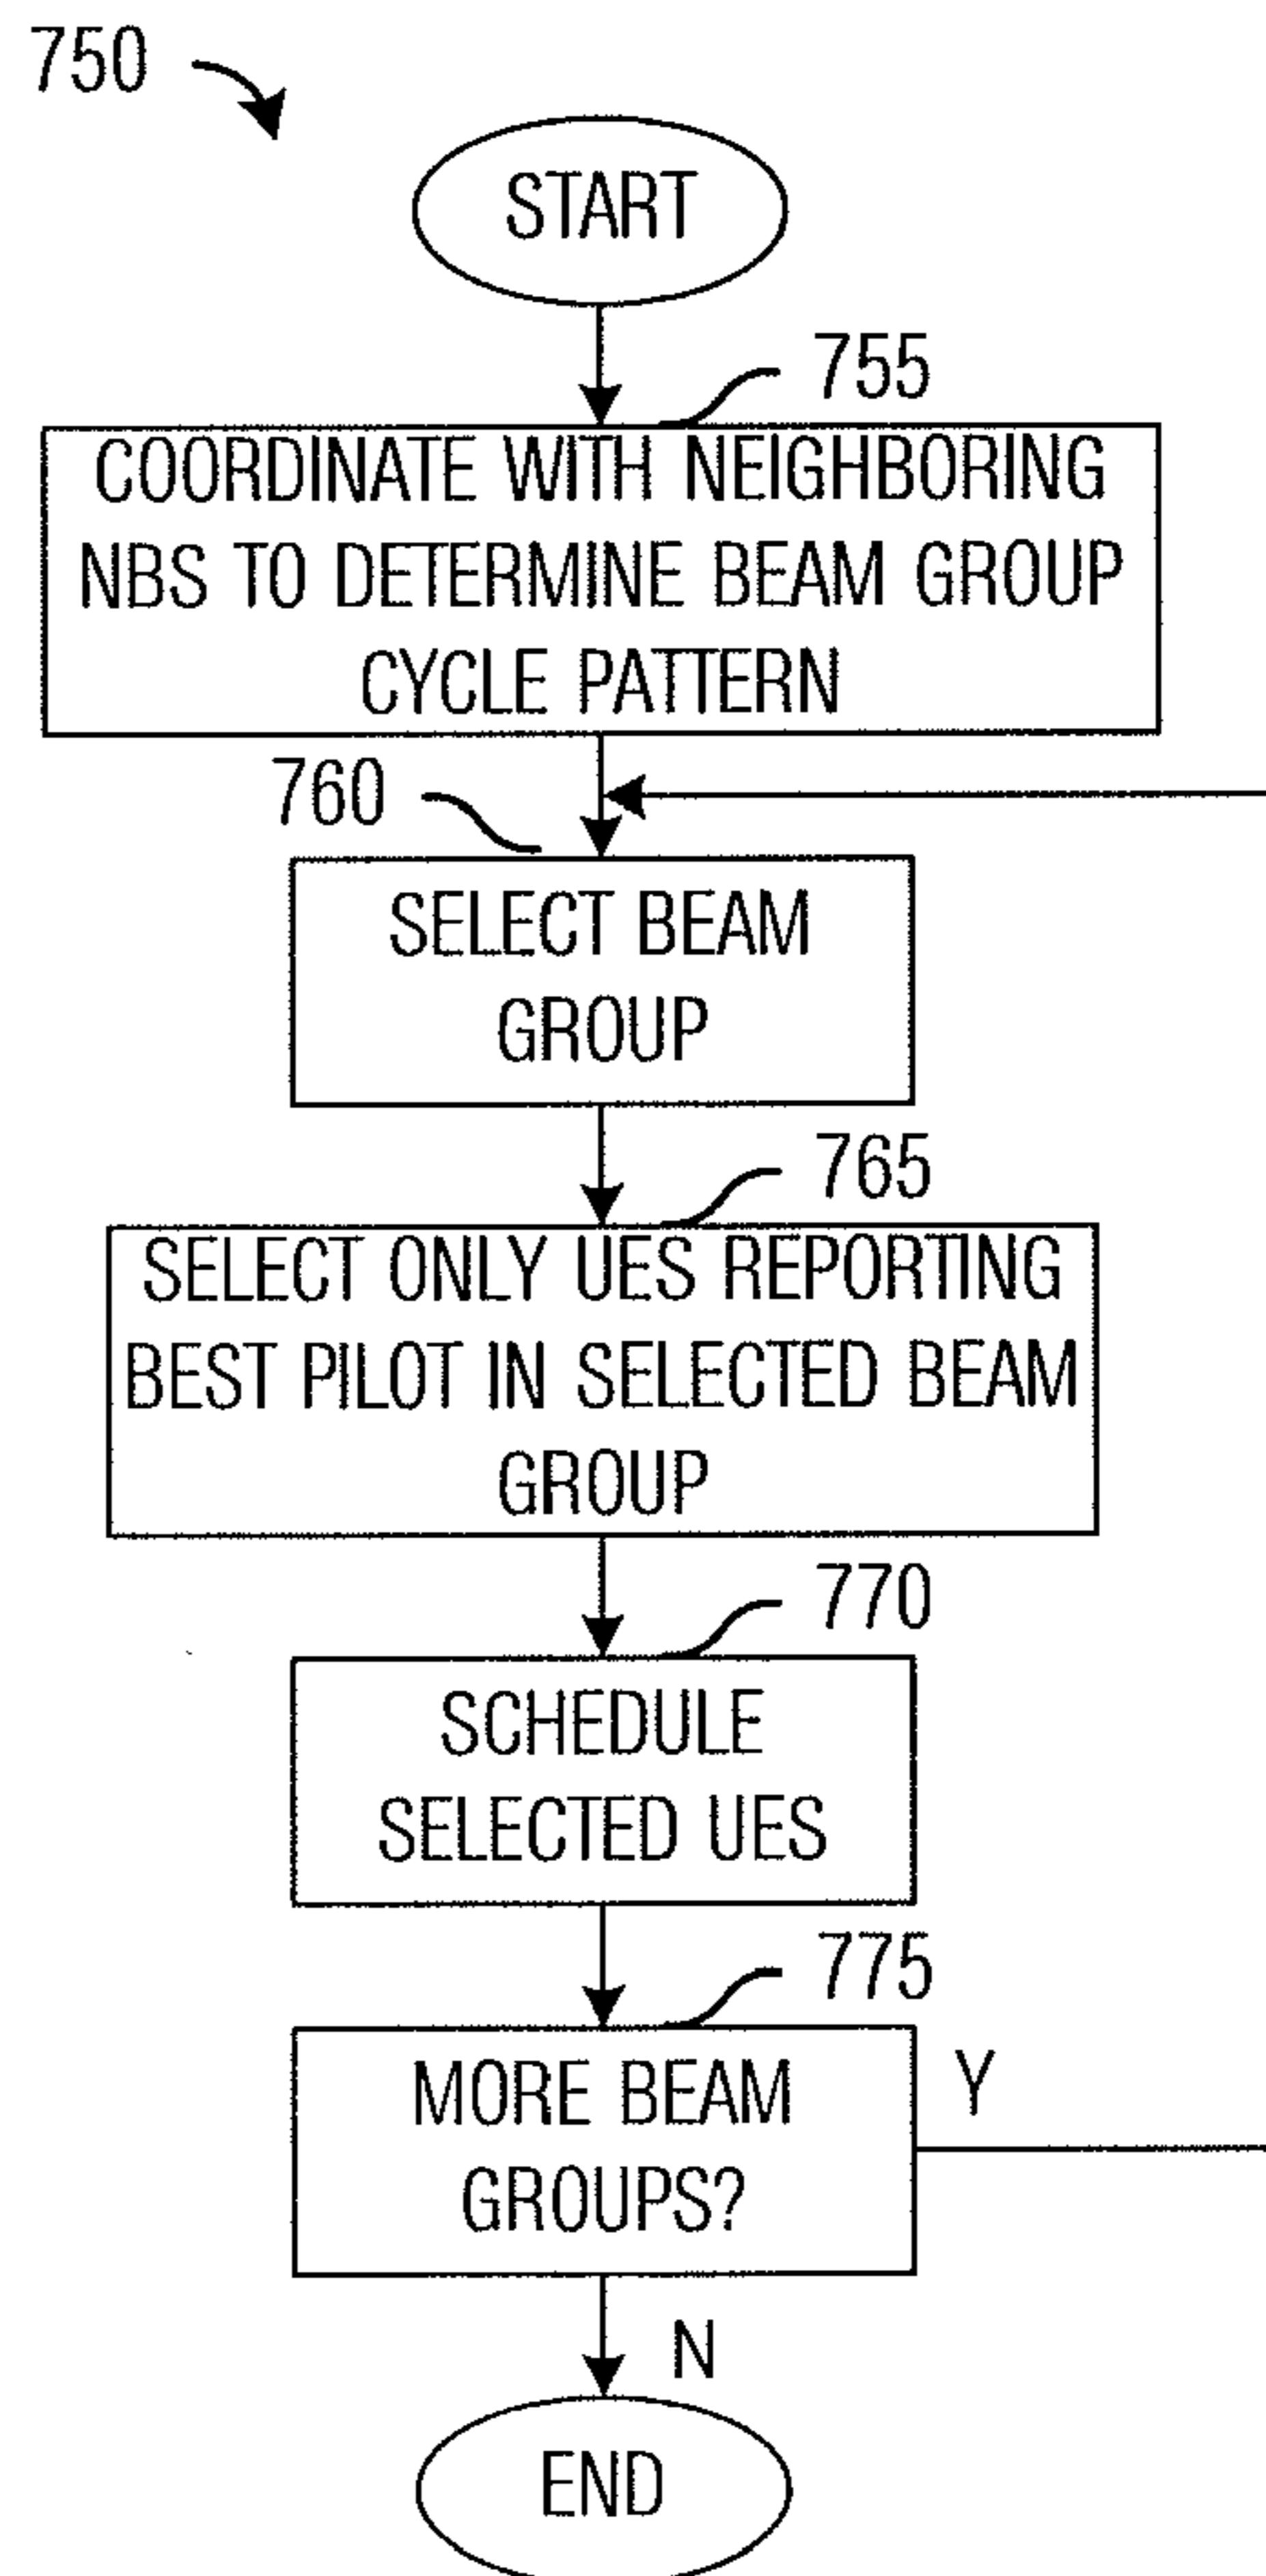 750
START
755
COORDINATE WITH NEIGHBORING
NBS TO DETERMINE BEAM GROUP
CYCLE PATTERN
760
SELECT BEAM
GROUP
765
SELECT ONLY UES REPORTING
BEST PILOT IN SELECTED BEAM
GROUP
770
SCHEDULE
SELECTED UES
775
MORE BEAM
GROUPS?
Y
N
END